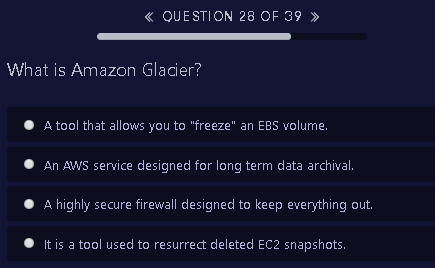 « QUESTION 28 OF 39 »
What is Amazon Glacier?
A tool that allows you to "freeze" an EBS volume.
An AWS service designed for long term data archival.
A highly secure firewall designed to keep everything out.
It is a tool used to resurrect deleted EC2 snapshots.